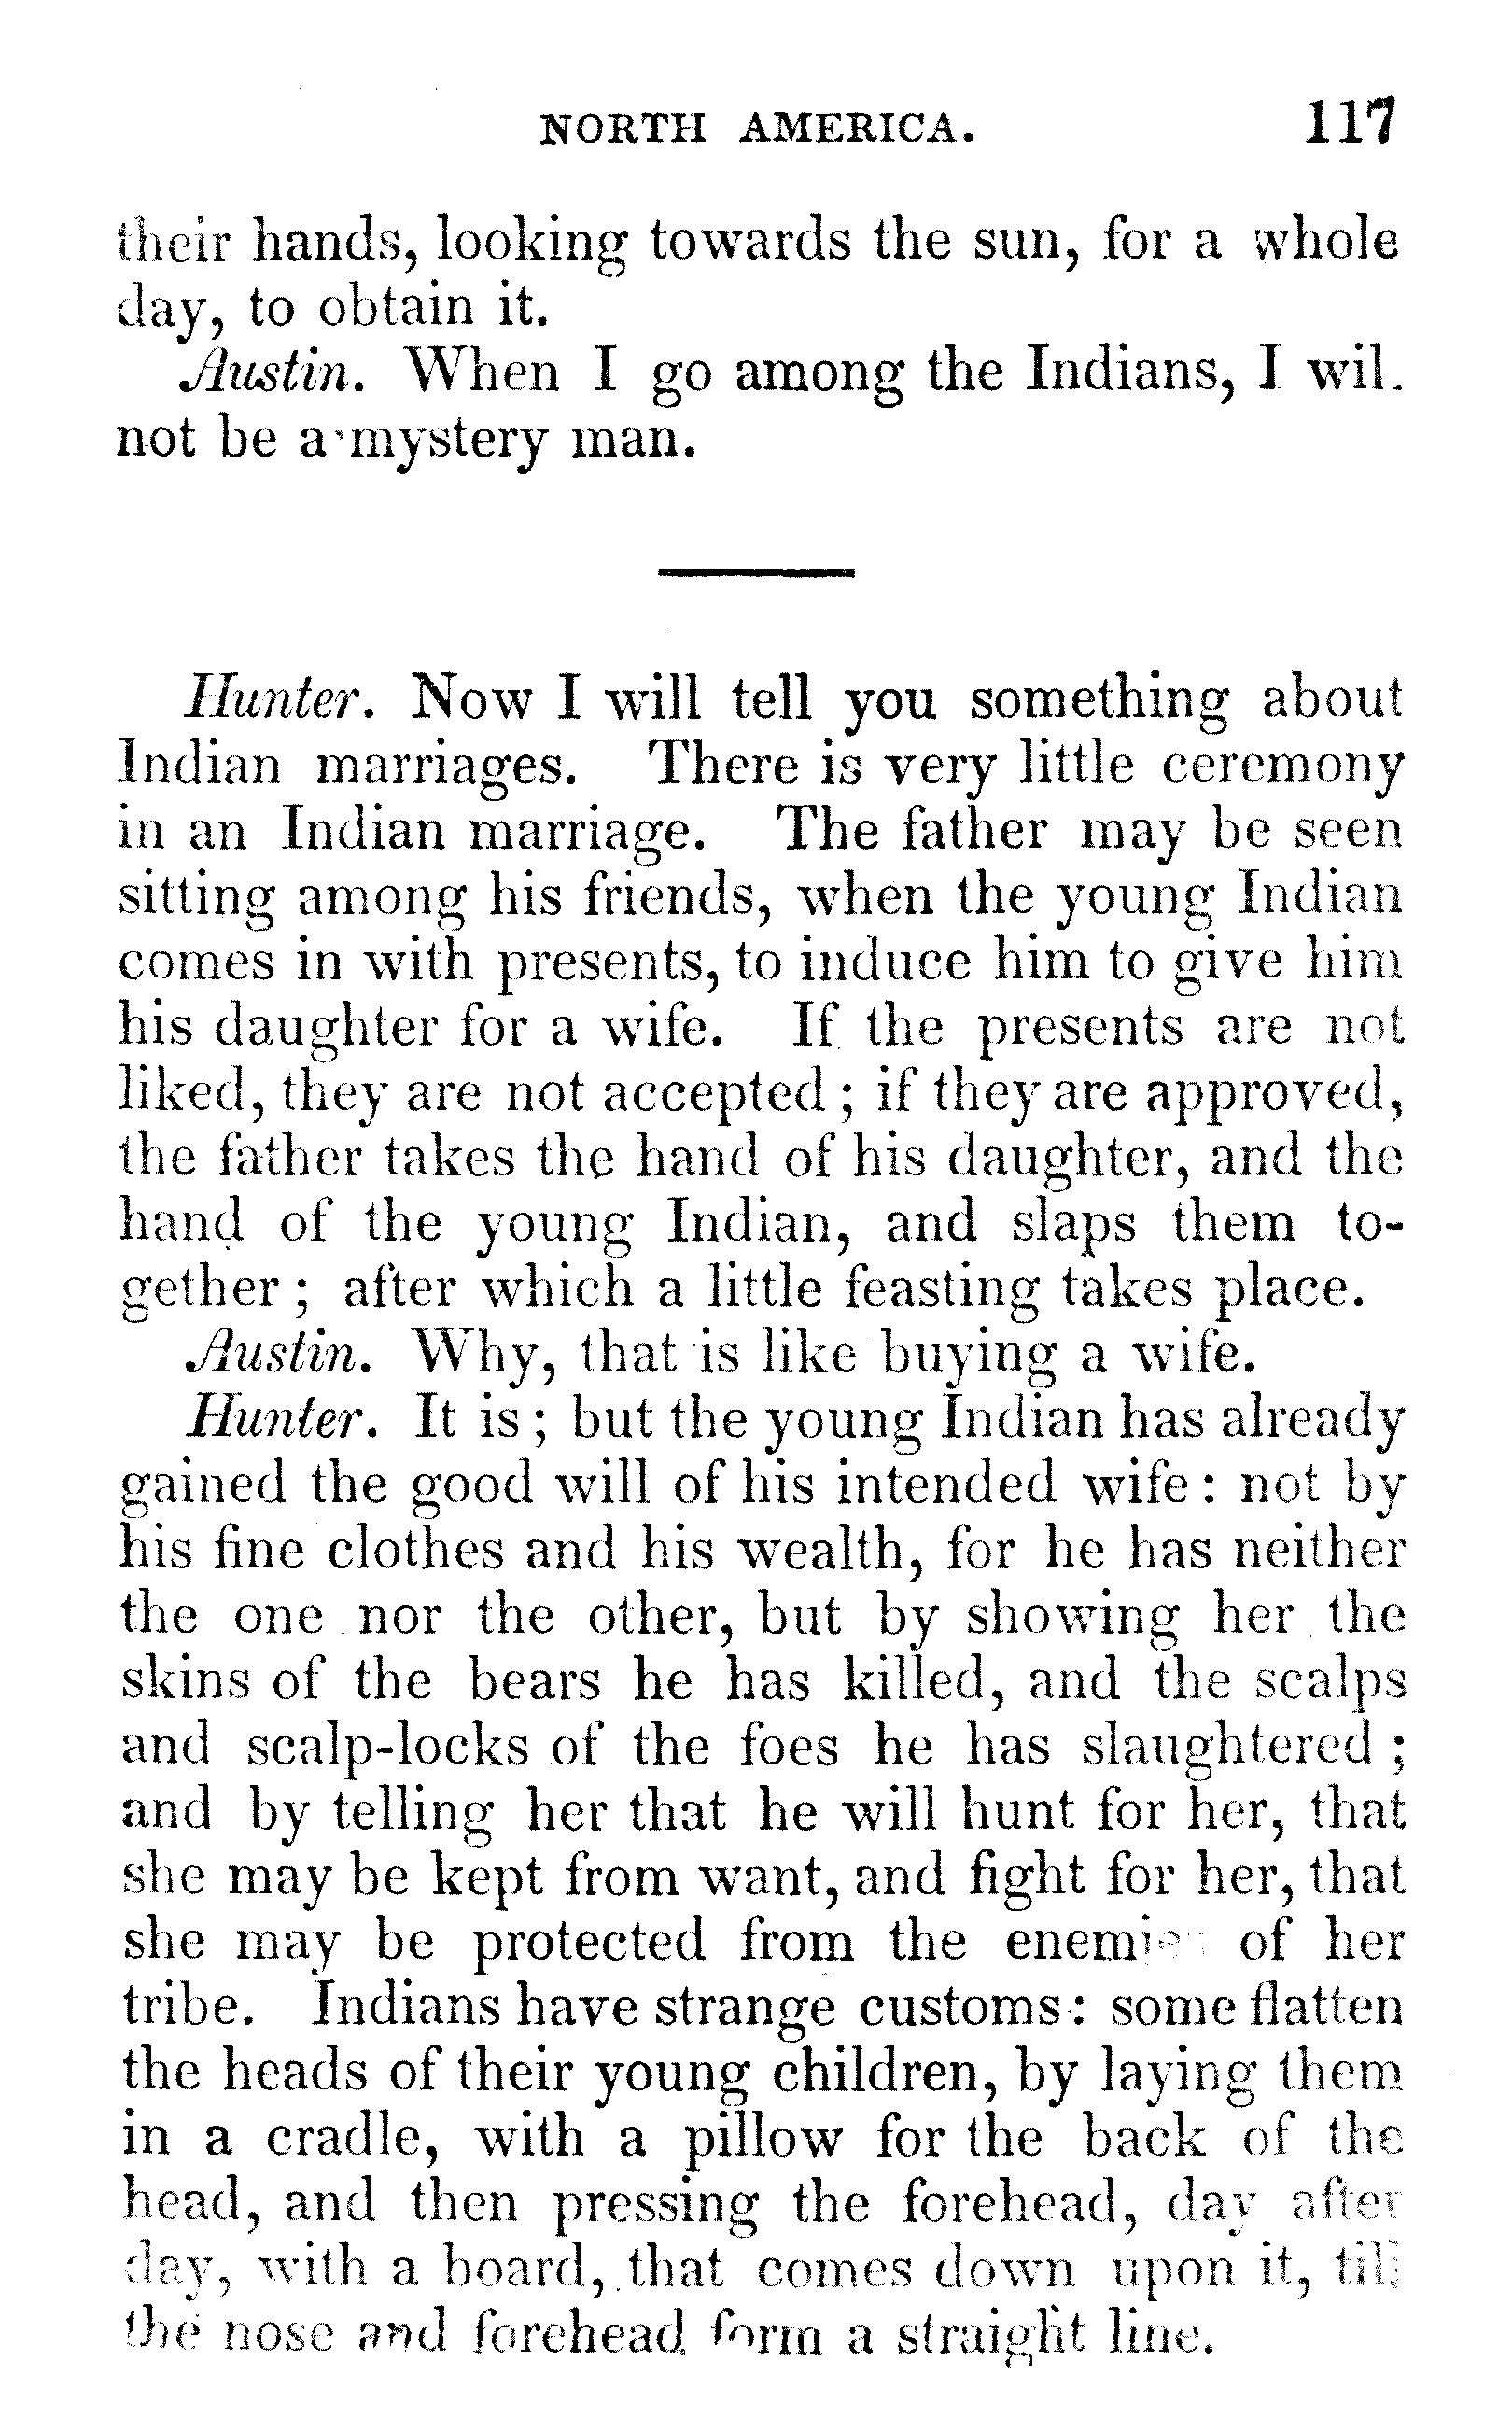 NORTH AMERICA. 117
their hands, looking towards the sun, for a whole
day, to obtain it.
Austin. When I go among the Indians, I wil
not be a mystery man.
Hunter. Now I will tell you something about
Indian marriages. There is very little ceremony
in an Indian marriage. The father may be seen
sitting among his friends, when the young Indian
comes in with presents, to induce him to give him
his daughter for a wife. If the presents are not
liked, they are not accepted; if they are approved,
the father takes the hand of his daughter, and the
hand of the young Indian, and slaps them to-
gether; after which a little feasting takes place.
Austin. Why, that is like buying a wife.
Hunter. It is; but the young Indian has already
gained the good will of his intended wife: not by
his fine clothes and his wealth, for he has neither
the one nor the other, but by showing her the
skins of the bears he has killed, and the scalps
and scalp-locks of the foes he has slaughtered;
and by telling her that he will hunt for her, that
she may be kept from want, and fight for her, that
she may be protected from the enemies of her
tribe. Indians have strange customs: some flatten
the heads of their young children, by laying them
in a cradle, with a pillow for the back of the
head, and then pressing the forehead, day after
day, with a board, that comes down upon it, till
the nose and forehead form a straight line.